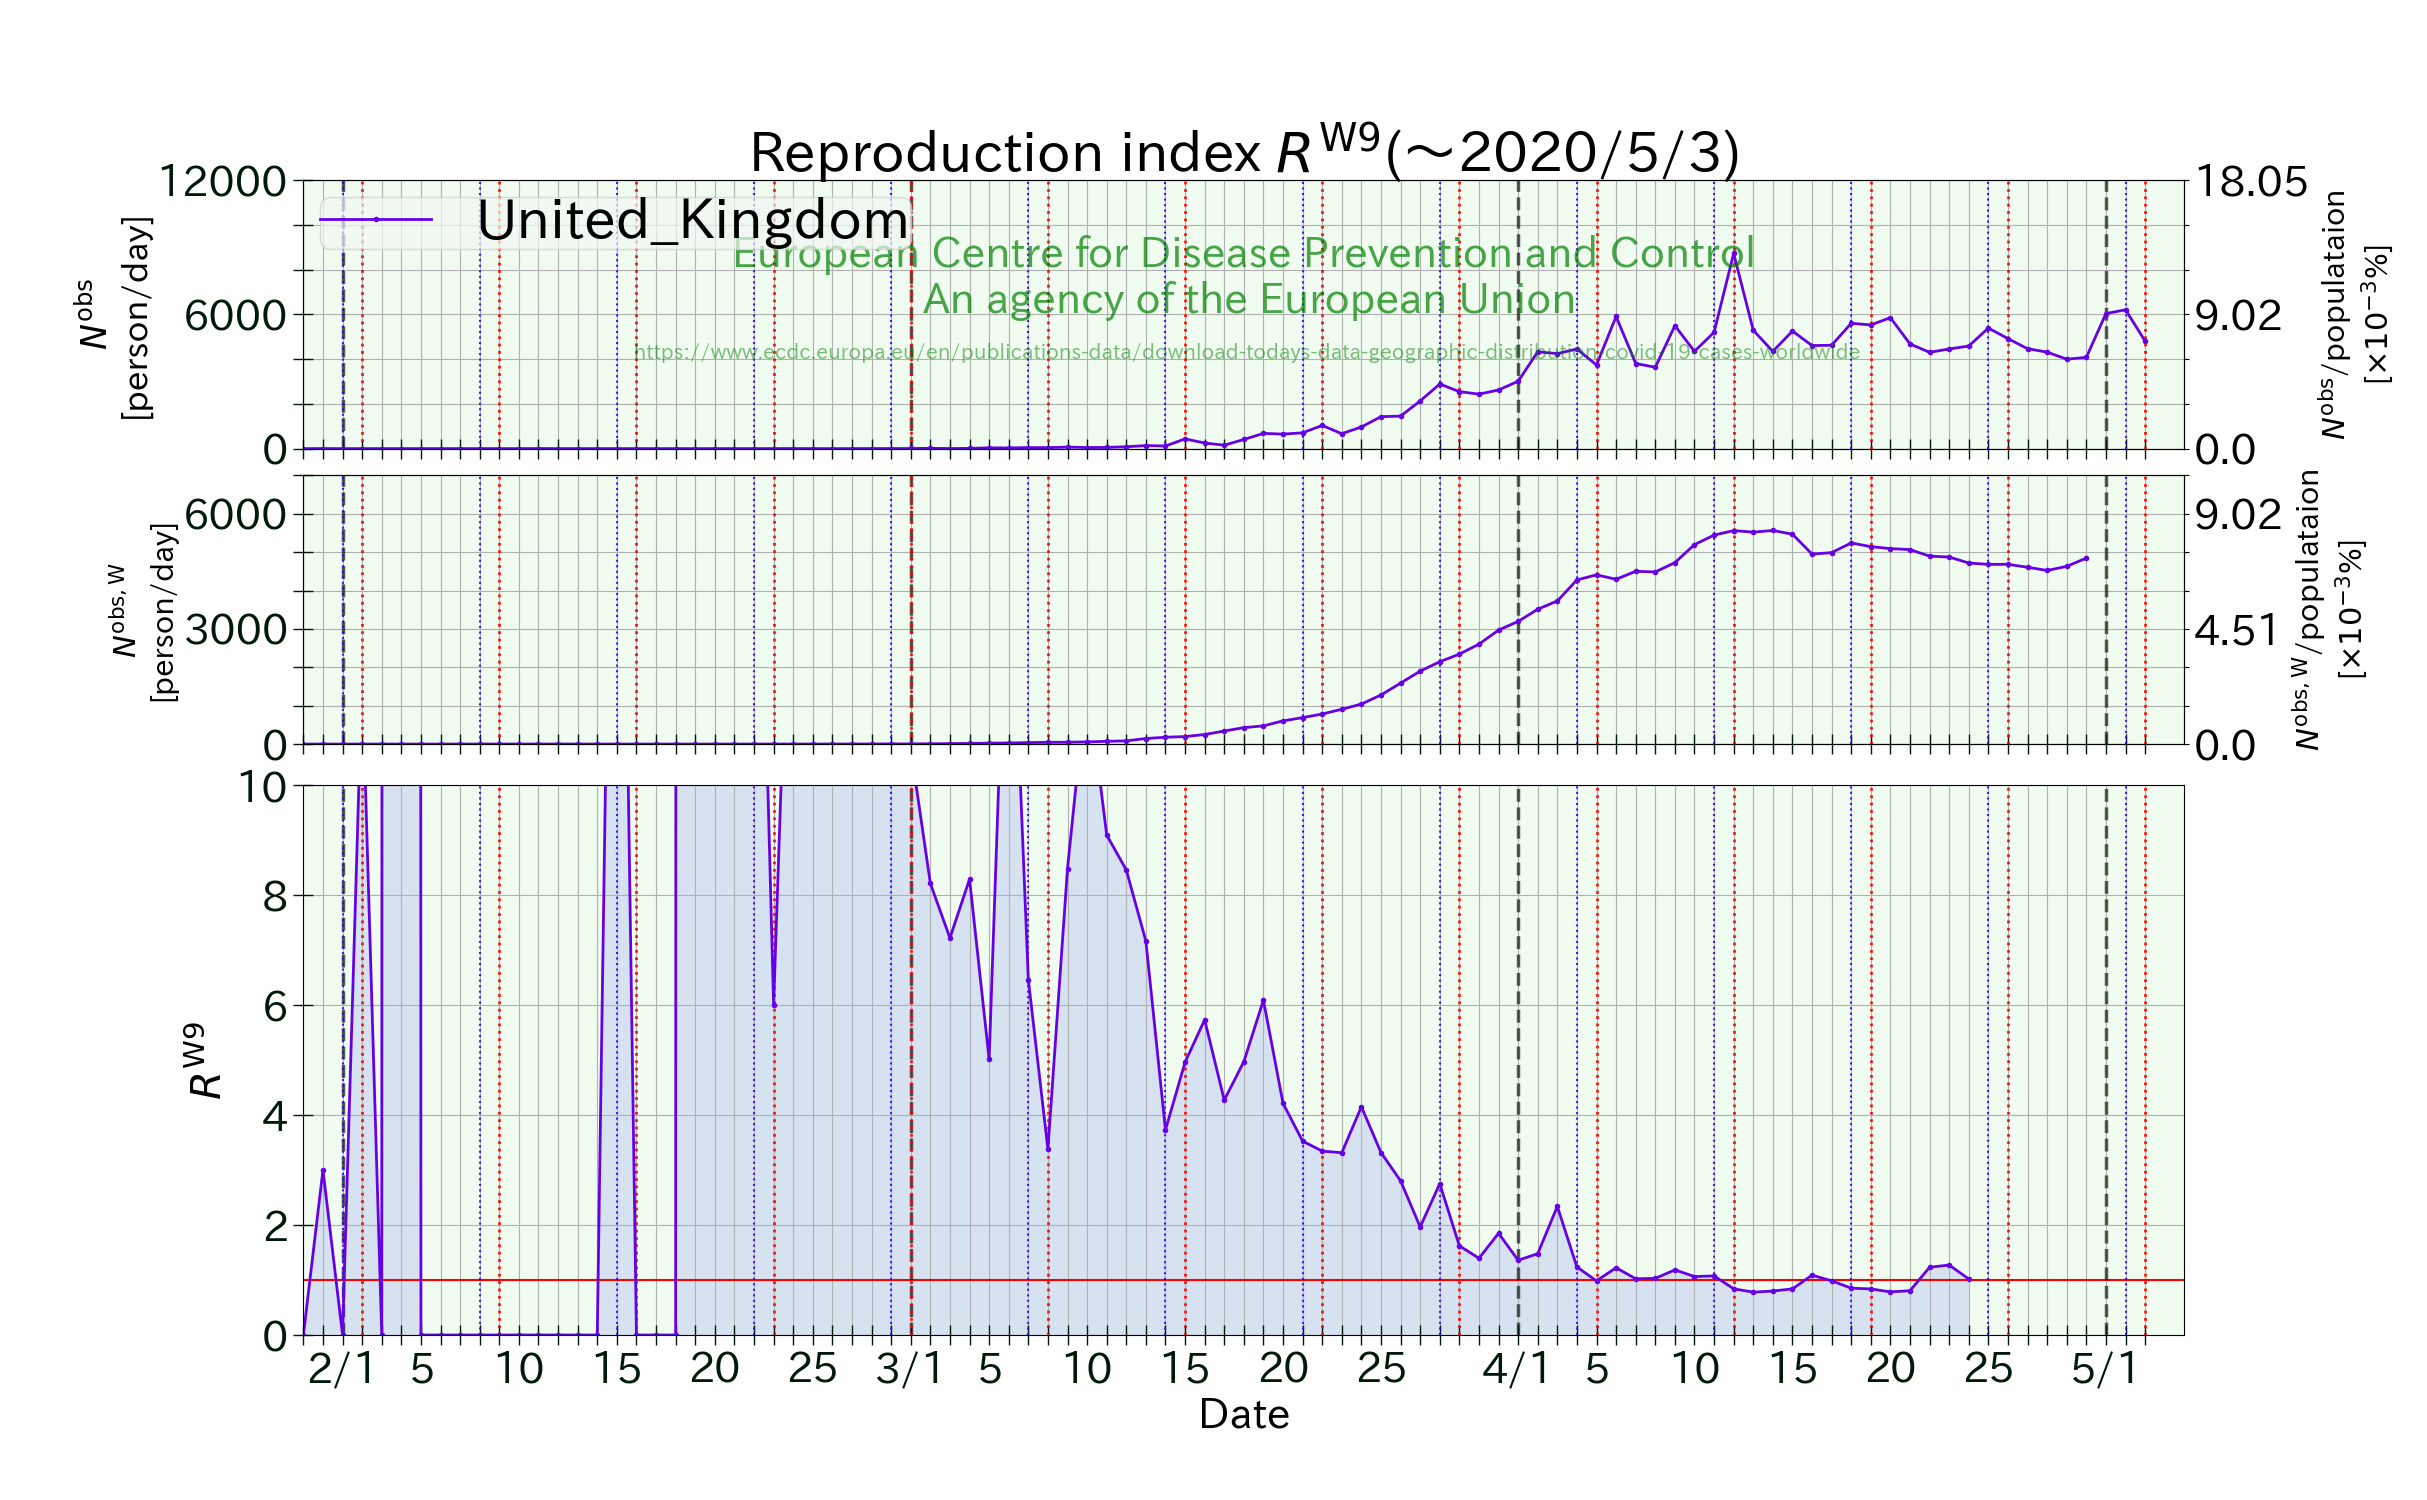 Reproduction index R^W9(～2020/5/3)
12000
6000
0
N^obs
[person/day]
United_Kingdom
European Centre for Disease Prevention and Control
An agency of the European Union
https://www.ecdc.europa.eu/en/publications-data/download-todays-data-geographic-distribution-covid-19-cases-worldwide
18.05
9.02
0.0
N^obs/populataion
[×10^−3%]
6000
3000
0
N^obs, W
[person/day]
9.02
4.51
0.0
N^obs, W/populataion
[×10^−3%]
10
8
6
4
2
0
R^W9
2/1 5 10 15 20 25 3/1 5 10 15 20 25 4/1 5 10 15 20 25 5/1
Date